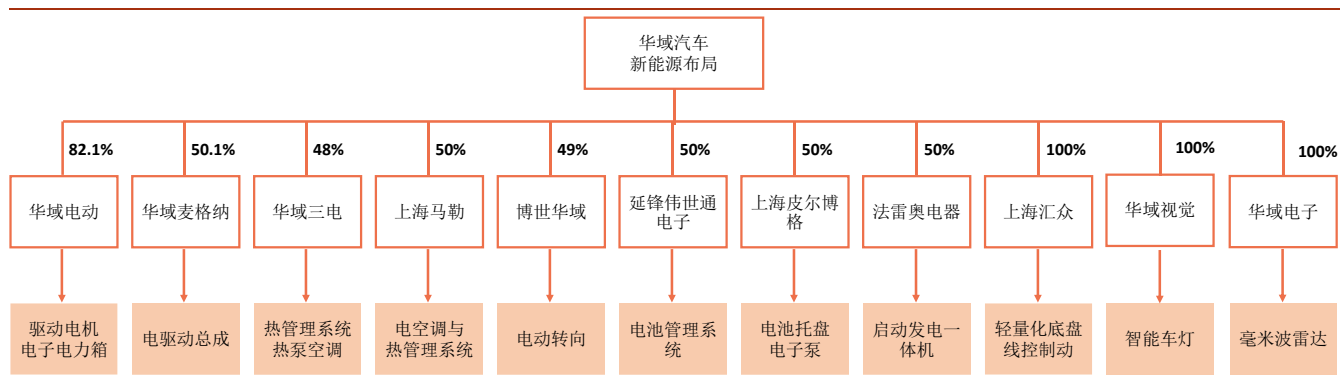 华域汽车
新能源布局
82.1%
50.1%
48%
50%
49%
50%
50%
50%
100%
100%
100%
华域电动
华域麦格纳
华域三电
上海马勒
博世华域
延锋伟世通
电子
上海皮尔博
格
法雷奥电器
上海汇众
华域视觉
华域电子
驱动电机
电子电力箱
电驱动总成
热管理系统
热泵空调
电空调与
热管理系统
电动转向
电池管理系
统
电池托盘
电子泵
启动发电一
体机
轻量化底盘
线控制动
智能车灯
毫米波雷达